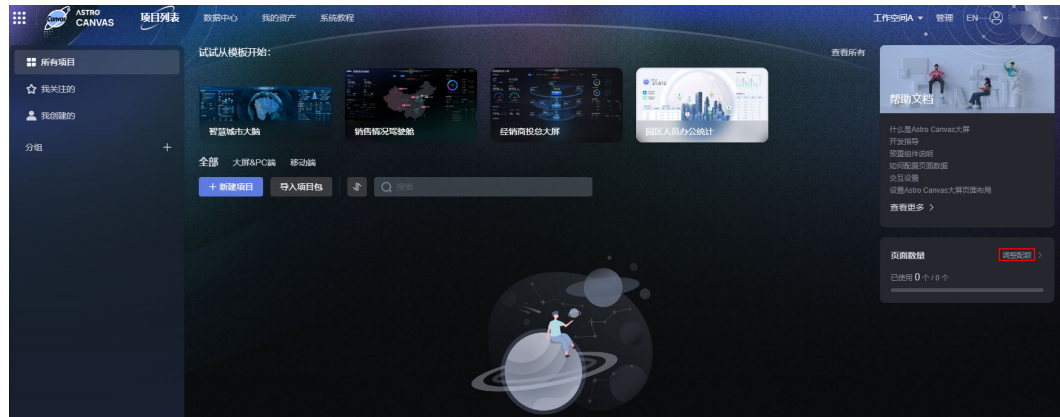 Canvas ASTRO CANVAS 项目列表 数据中心 我的资产 系统教程 工作空间A 管理 EN
所有项目
我关注的
我创建的
分组 +
试试从模板开始: 查看所有
智慧城市大脑 销售情况驾驶舱 经销商投总大屏 园区人员办公统计
全部 大屏&PC端 移动端
+ 新建项目 导入项目包 搜索
帮助文档
什么是Astro Canvas大屏
开发指导
预置组件说明
如何配置页面数据
交互设置
设置Astro Canvas大屏页面布局
查看更多 >
页面数量 调整配额 >
已使用 0 个 / 0 个